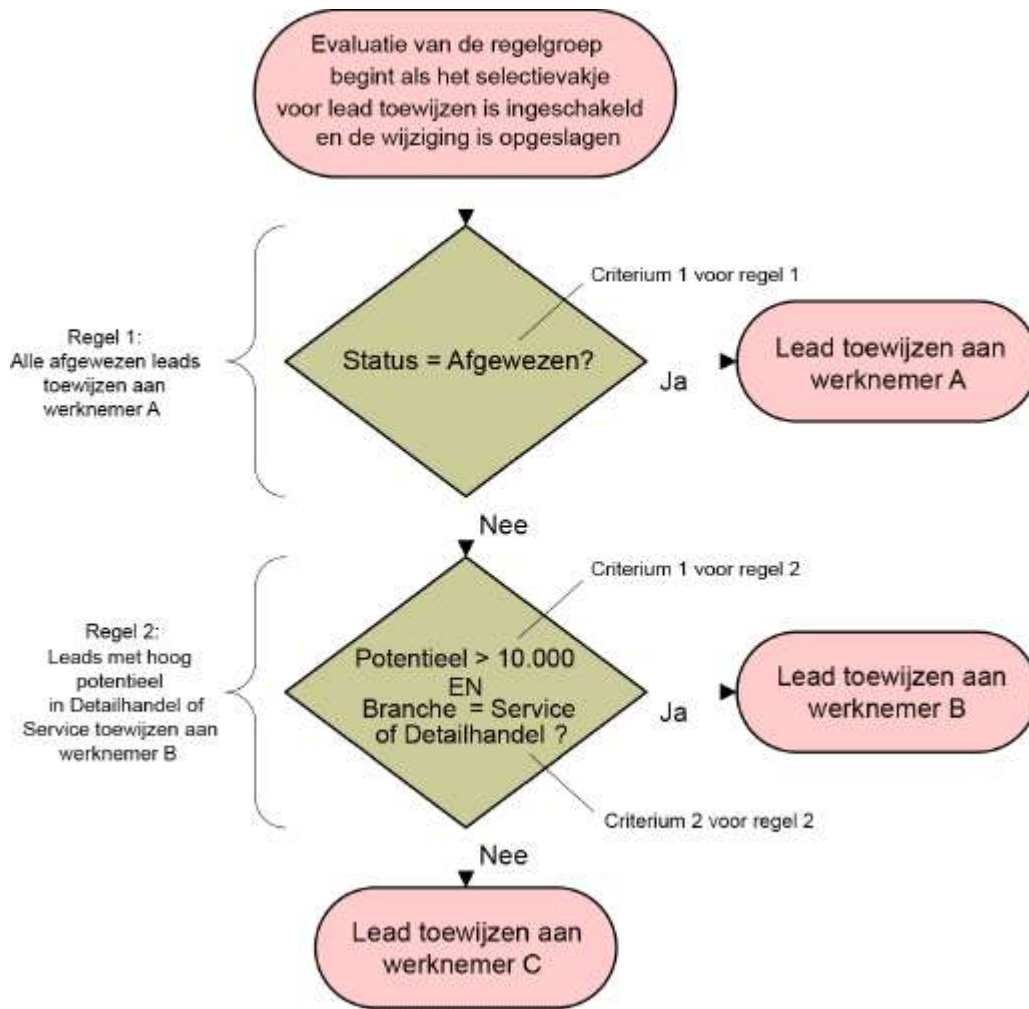 Evaluatie van de regelgroep
begint als het selectievakje
voor lead toewijzen is ingeschakeld
en de wijziging is opgeslagen
Criterium 1 voor regel 1
Regel 1:
Alle afgewezen leads
toewijzen aan
werknemer A
Status = Afgewezen?
Ja
Lead toewijzen aan
werknemer A
Nee
Criterium 1 voor regel 2
Regel 2:
Leads met hoog
potentieel
in Detailhandel of
Service toewijzen aan
werknemer B
Potentieel > 10.000
EN
Branche = Service
of Detailhandel ?
Ja
Lead toewijzen aan
werknemer B
Criterium 2 voor regel 2
Nee
Lead toewijzen aan
werknemer C